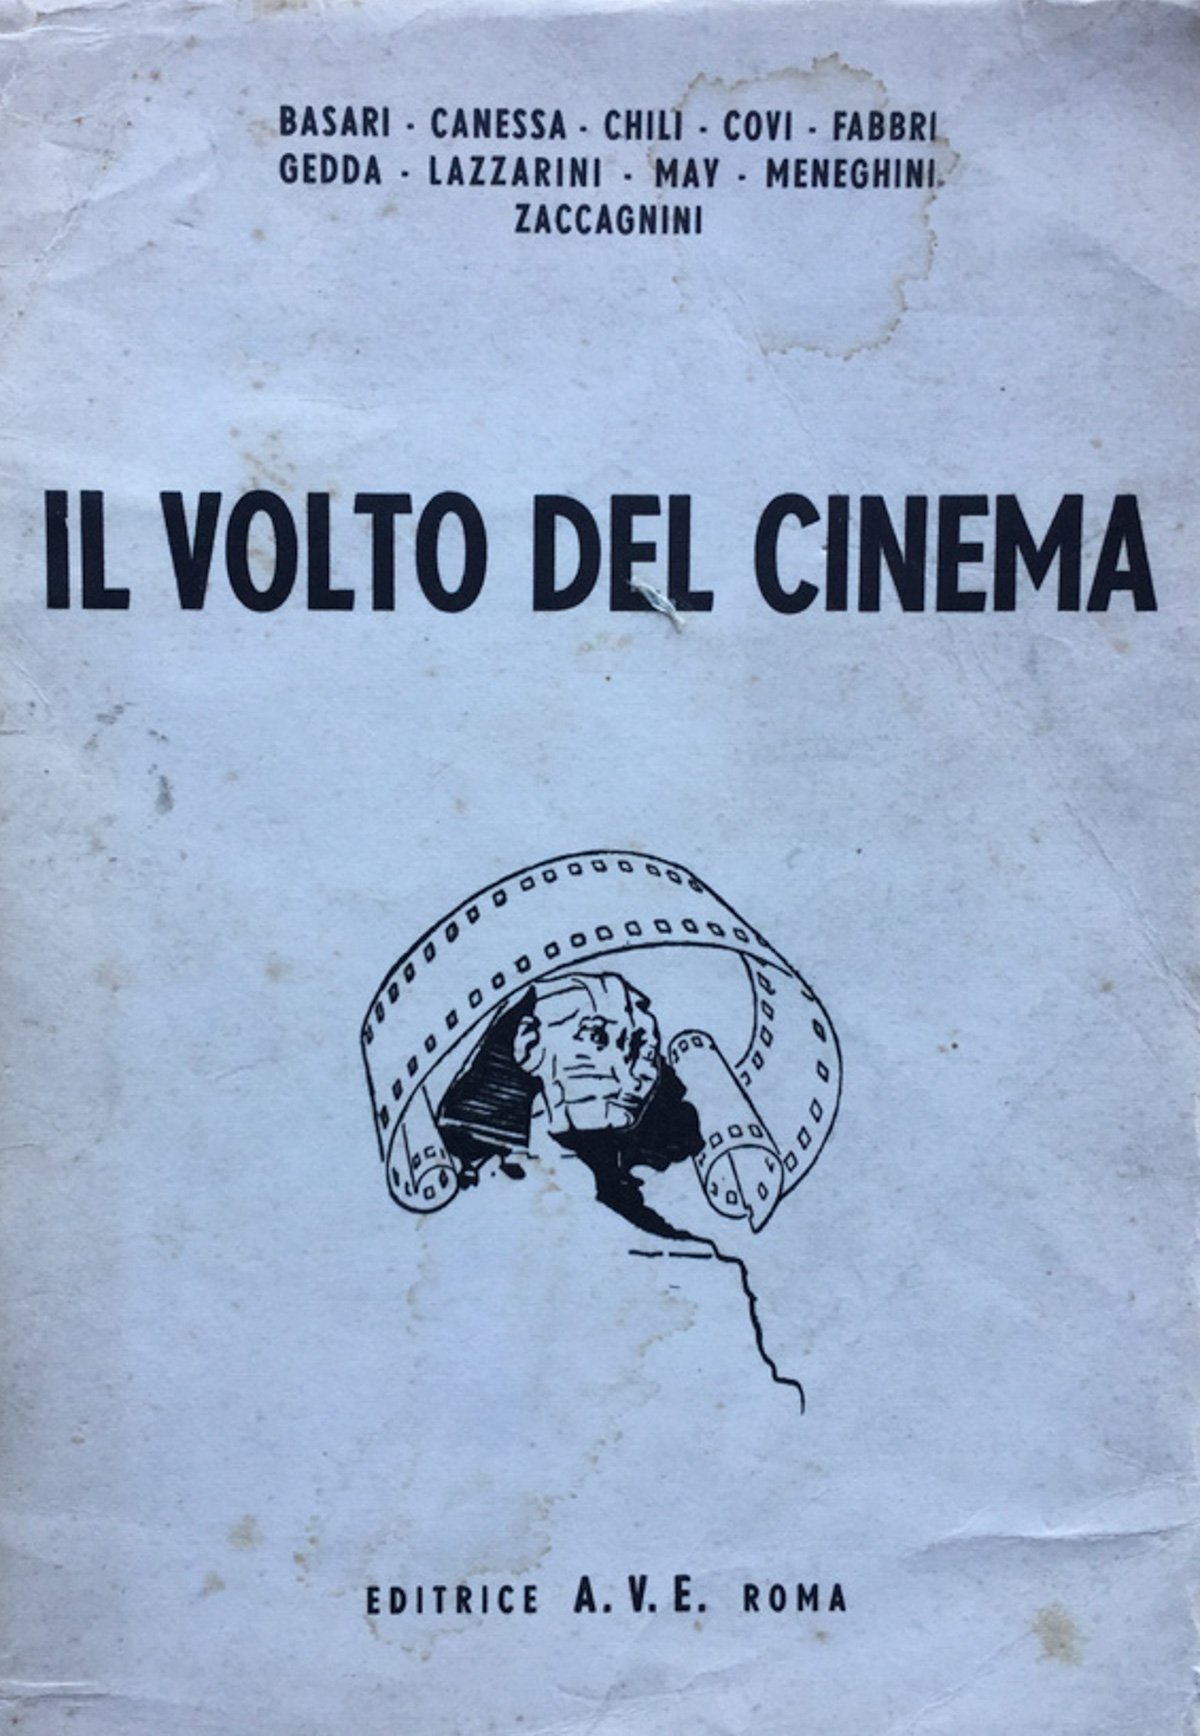 BASARI - CANESSA - CHILI - COVI - FABBRI
GEDDA - LAZZARINI - MAY - MENEGHINI
ZACCAGNINI
IL VOLTO DEL CINEMA
EDITRICE A.V.E. ROMA